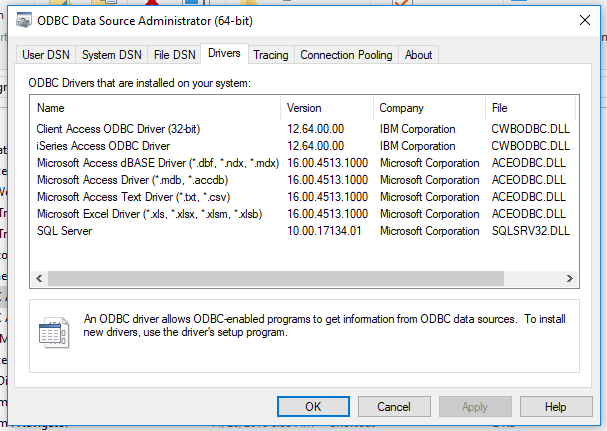 ODBC Data Source Administrator (64-bit)
User DSN System DSN File DSN Drivers Tracing Connection Pooling About
ODBC Drivers that are installed on your system:
Name Version Company File
Client Access ODBC Driver (32-bit) 12.64.00.00 IBM Corporation CWBODBC.DLL
iSeries Access ODBC Driver 12.64.00.00 IBM Corporation CWBODBC.DLL
Microsoft Access dBASE Driver (*.dbf, *.ndx, *.mdx) 16.00.4513.1000 Microsoft Corporation ACEODBC.DLL
Microsoft Access Driver (*.mdb, *.accdb) 16.00.4513.1000 Microsoft Corporation ACEODBC.DLL
Microsoft Access Text Driver (*.txt, *.csv) 16.00.4513.1000 Microsoft Corporation ACEODBC.DLL
Microsoft Excel Driver (*.xls, *.xlsx, *.xlsm, *.xlsb) 16.00.4513.1000 Microsoft Corporation ACEODBC.DLL
SQL Server 10.00.17134.01 Microsoft Corporation SQLSRV32.DLL
An ODBC driver allows ODBC-enabled programs to get information from ODBC data sources. To install
new drivers, use the driver's setup program.
OK Cancel Apply Help